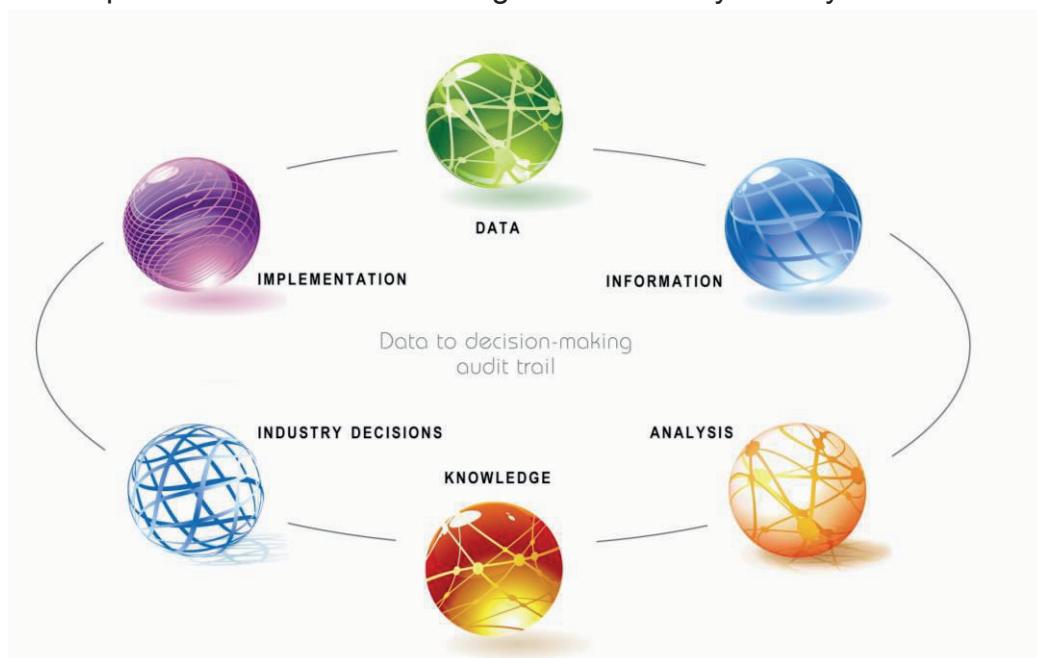 DATA
IMPLEMENTATION
INFORMATION
Data to decision-making
audit trail
INDUSTRY DECISIONS
ANALYSIS
KNOWLEDGE